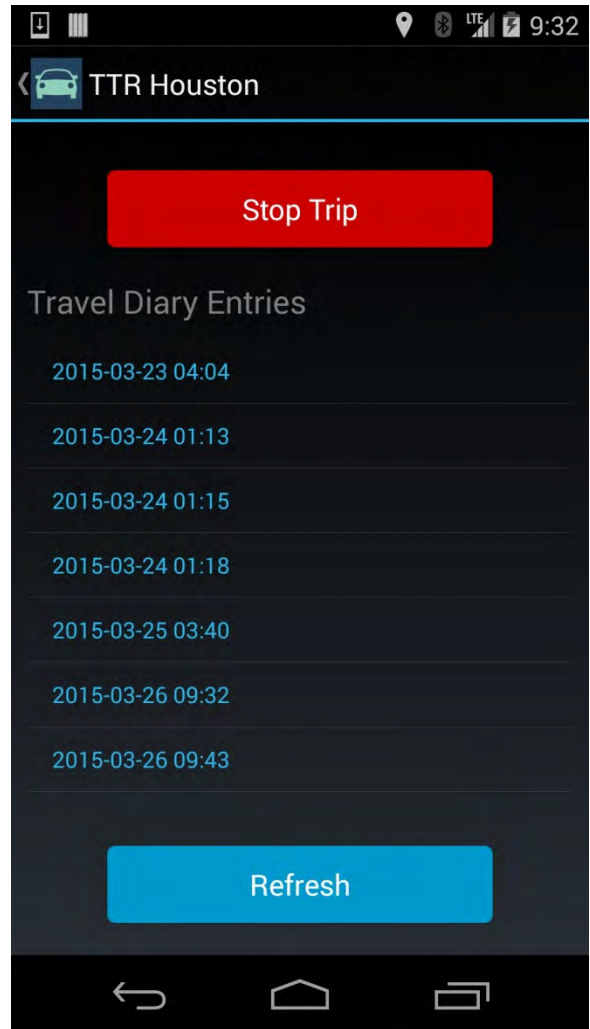 LTE 9:32
TTR Houston
Stop Trip
Travel Diary Entries
2015-03-23 04:04
2015-03-24 01:13
2015-03-24 01:15
2015-03-24 01:18
2015-03-25 03:40
2015-03-26 09:32
2015-03-26 09:43
Refresh